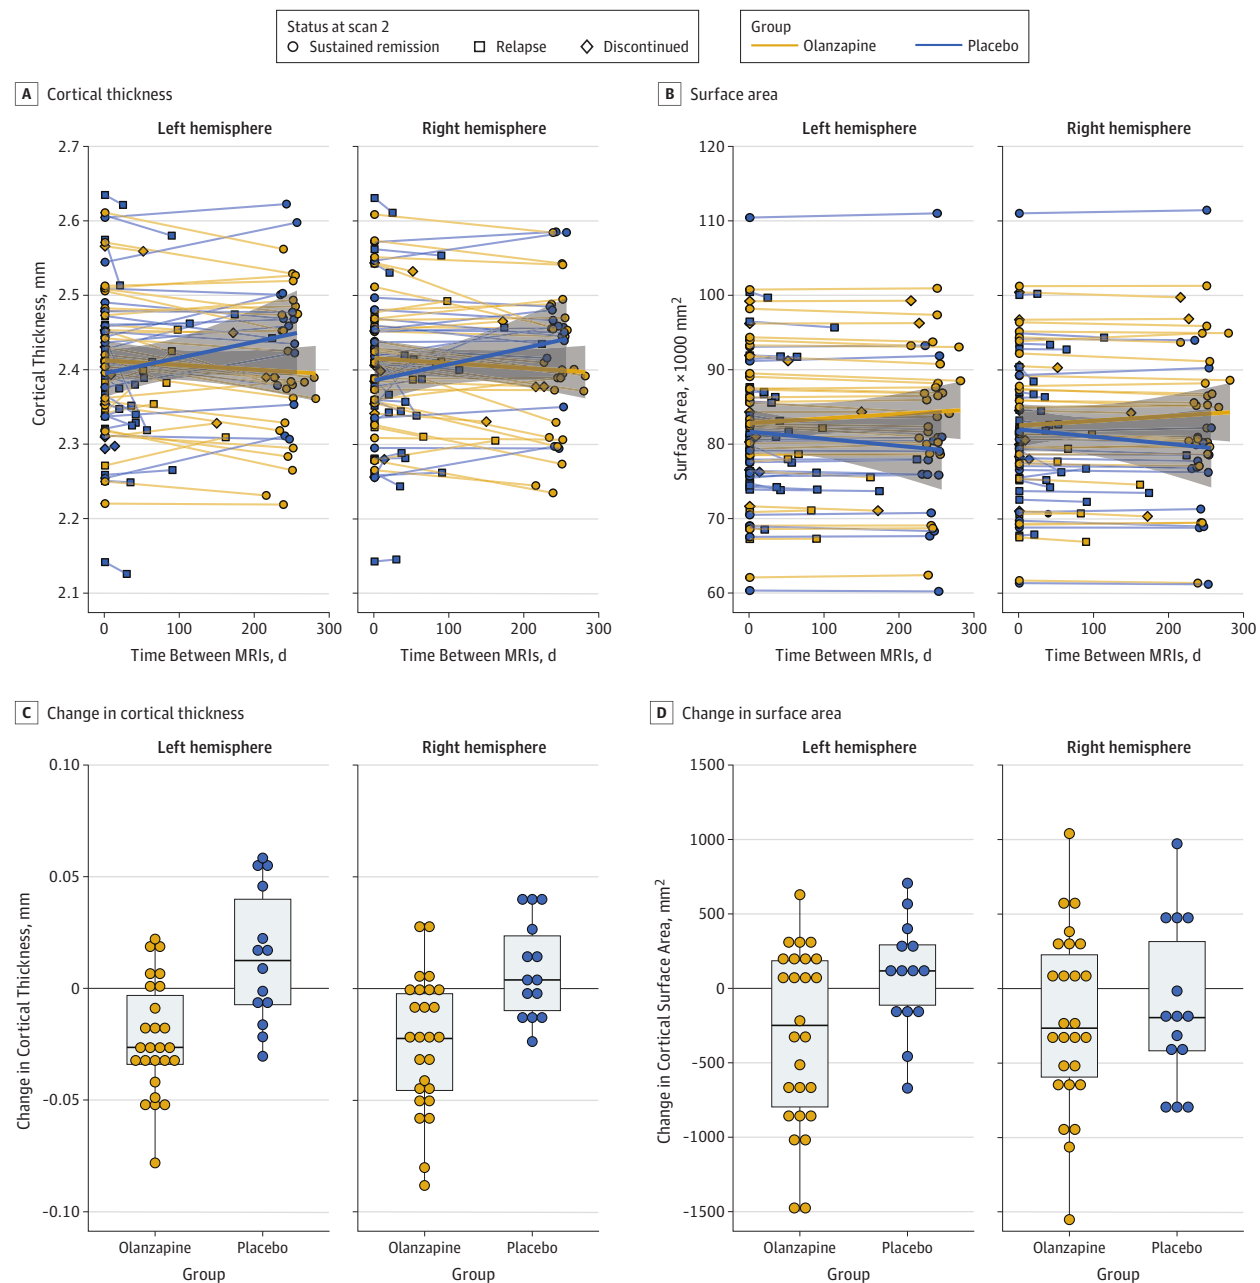 Status at scan 2
Sustained remission Relapse Discontinued
Group
Olanzapine Placebo
A Cortical thickness
Left hemisphere
Right hemisphere
2.7
2.6
2.5
2.4
2.3
2.2
2.1
Cortical Thickness, mm
0 100 200 300
Time Between MRIs, d
0 100 200 300
Time Between MRIs, d
B Surface area
Left hemisphere
Right hemisphere
120
110
100
90
80
70
60
Surface Area, ×1000 mm²
0 100 200 300
Time Between MRIs, d
0 100 200 300
Time Between MRIs, d
C Change in cortical thickness
Left hemisphere
Right hemisphere
0.10
0.05
0
-0.05
-0.10
Change in Cortical Thickness, mm
Olanzapine Placebo
Group
Olanzapine Placebo
Group
D Change in surface area
Left hemisphere
Right hemisphere
1500
1000
500
0
-500
-1000
-1500
Change in Cortical Surface Area, mm²
Olanzapine Placebo
Group
Olanzapine Placebo
Group